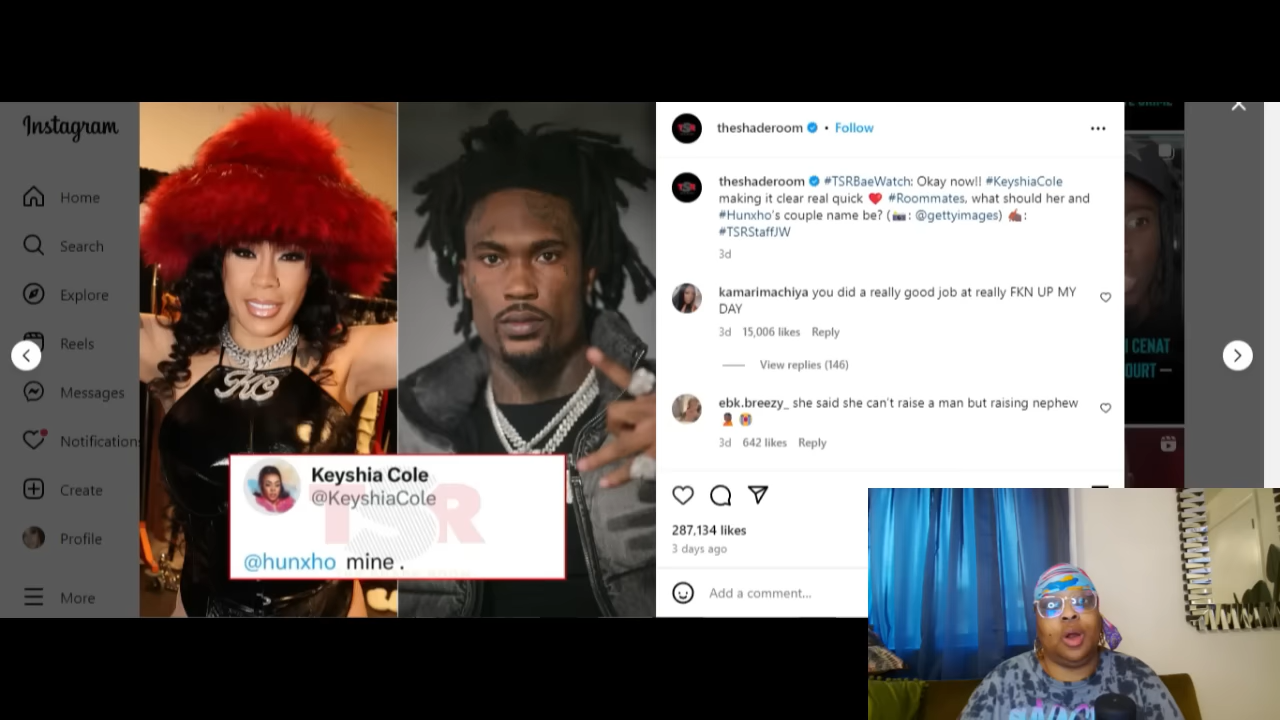 Instagram
Home
Search
Explore
Reels
Messages
Notifications
Create
Profile
More
KC
TSR
Keyshia Cole
@KeyshiaCole
@hunxho mine .
theshaderoom • Follow
theshaderoom #TSRBaeWatch: Okay now!! #KeyshiaCole
making it clear real quick ❤️ #Roommates, what should her and
#Hunxho's couple name be? (📸: @gettyimages) ✍🏾:
#TSRStaffJW
3d
kamarimachiya you did a really good job at really FKN UP MY
DAY
3d 15,006 likes Reply
View replies (146)
ebk.breezy_ she said she can't raise a man but raising nephew
3d 642 likes Reply
287,134 likes
3 days ago
Add a comment...
I CENAT
OURT —